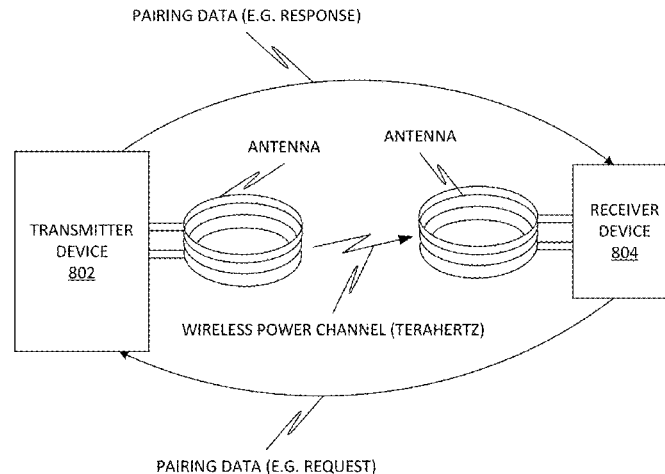 PAIRING DATA (E.G. RESPONSE)
ANTENNA
ANTENNA
TRANSMITTER
DEVICE
802
RECEIVER
DEVICE
804
WIRELESS POWER CHANNEL (TERAHERTZ)
PAIRING DATA (E.G. REQUEST)